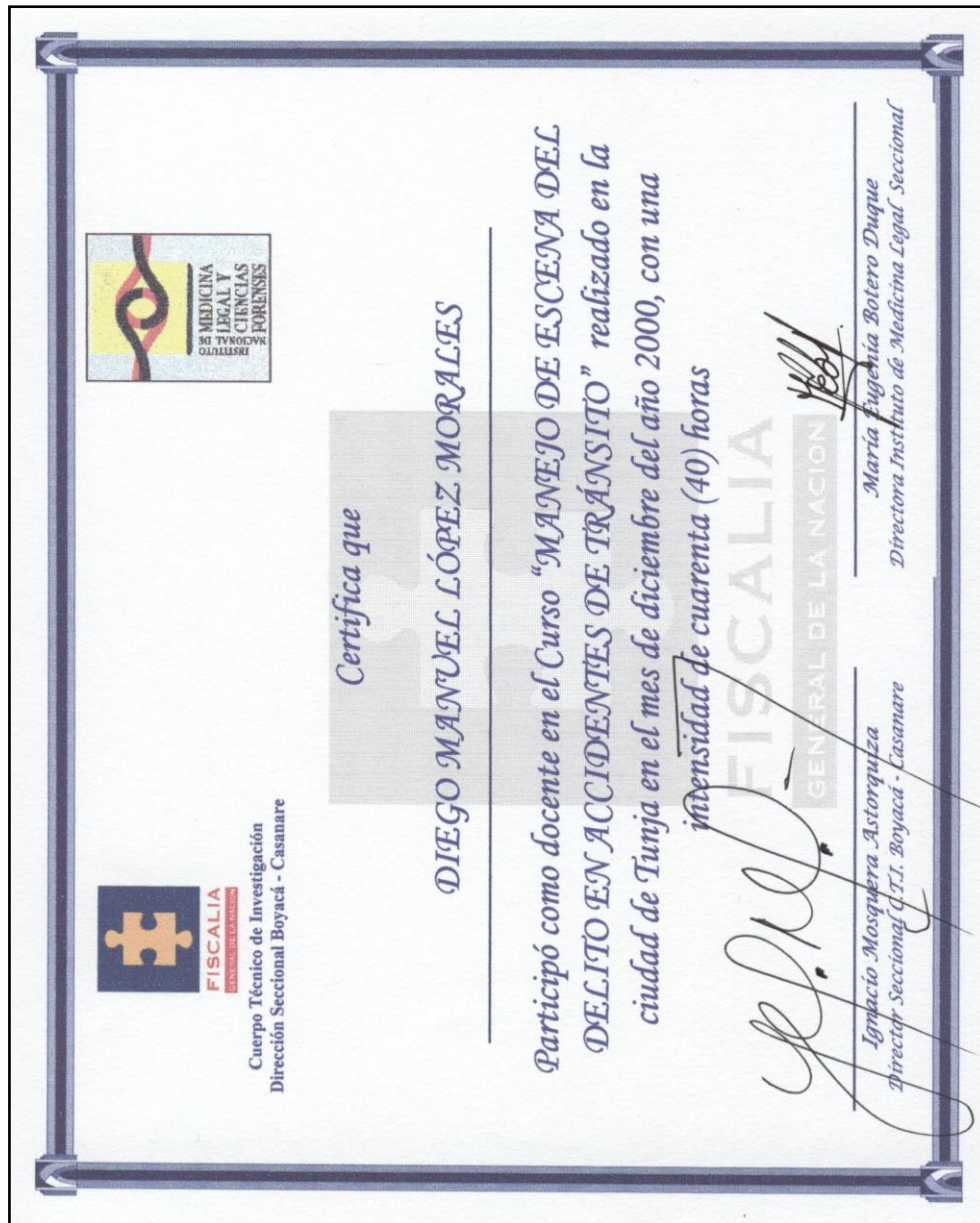 FISCALIA
GENERAL DE LA NACION
Cuerpo Técnico de Investigación
Dirección Seccional Boyacá - Casanare
INSTITUTO
NACIONAL DE
MEDICINA
LEGAL Y
CIENCIAS
FORENSES
Certifica que
DIEGO MANUEL LÓPEZ MORALES
Participó como docente en el Curso “MANEJO DE ESCENA DEL
DELITO EN ACCIDENTES DE TRÁNSITO” realizado en la
ciudad de Tunja en el mes de diciembre del año 2000, con una
intensidad de cuarenta (40) horas
FISCALIA
GENERAL DE LA NACION
Ignacio Mosquera Astorquiza
Director Seccional C.T.I. Boyacá - Casanare
María Eugenia Botero Duque
Directora Instituto de Medicina Legal Seccional